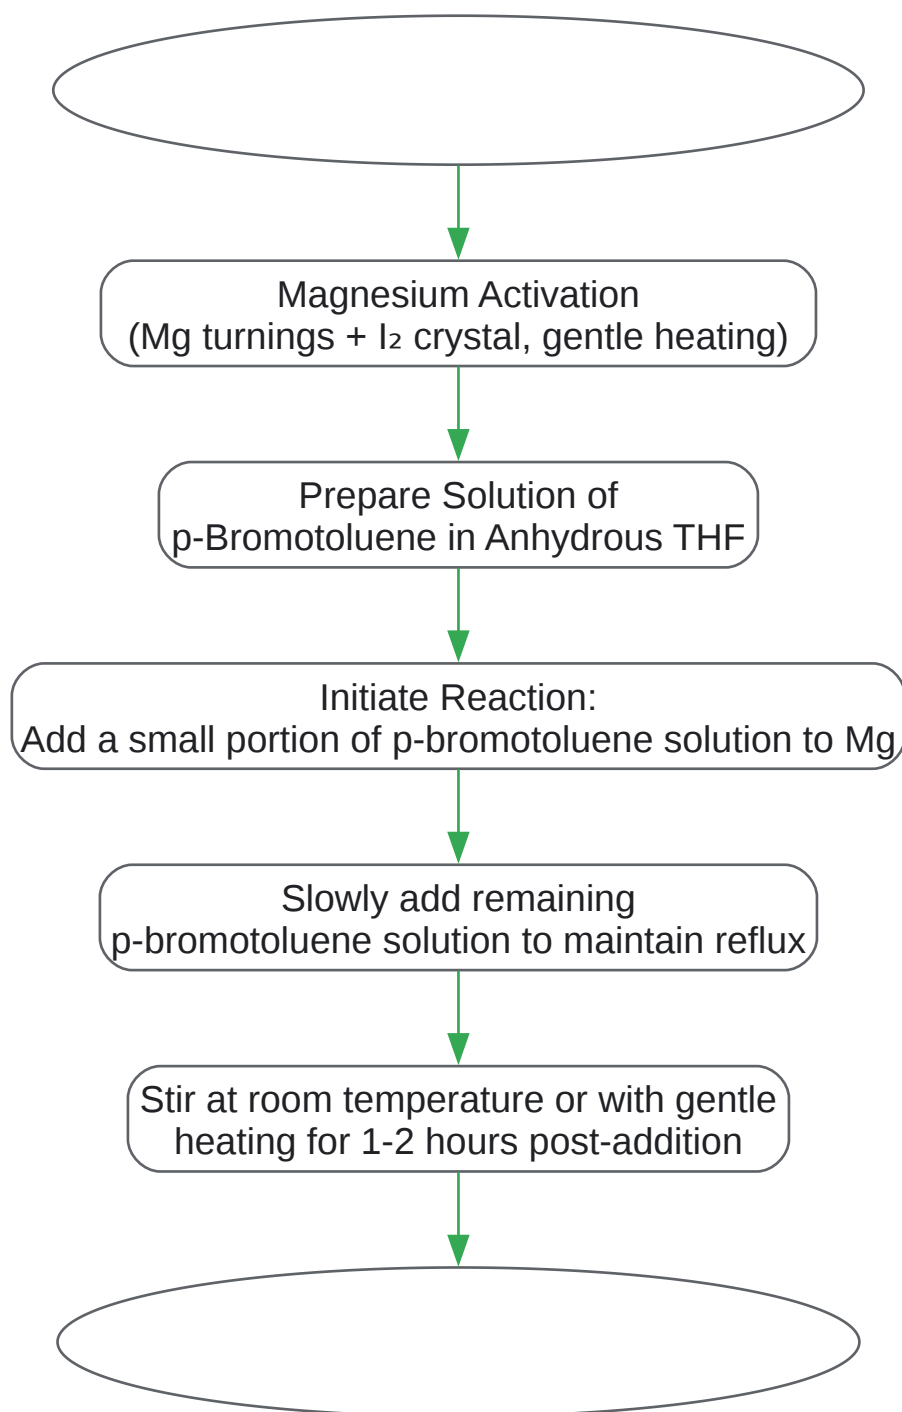 Magnesium Activation
(Mg turnings + I₂ crystal, gentle heating)
Prepare Solution of
p-Bromotoluene in Anhydrous THF
Initiate Reaction:
Add a small portion of p-bromotoluene solution to Mg
Slowly add remaining
p-bromotoluene solution to maintain reflux
Stir at room temperature or with gentle
heating for 1-2 hours post-addition